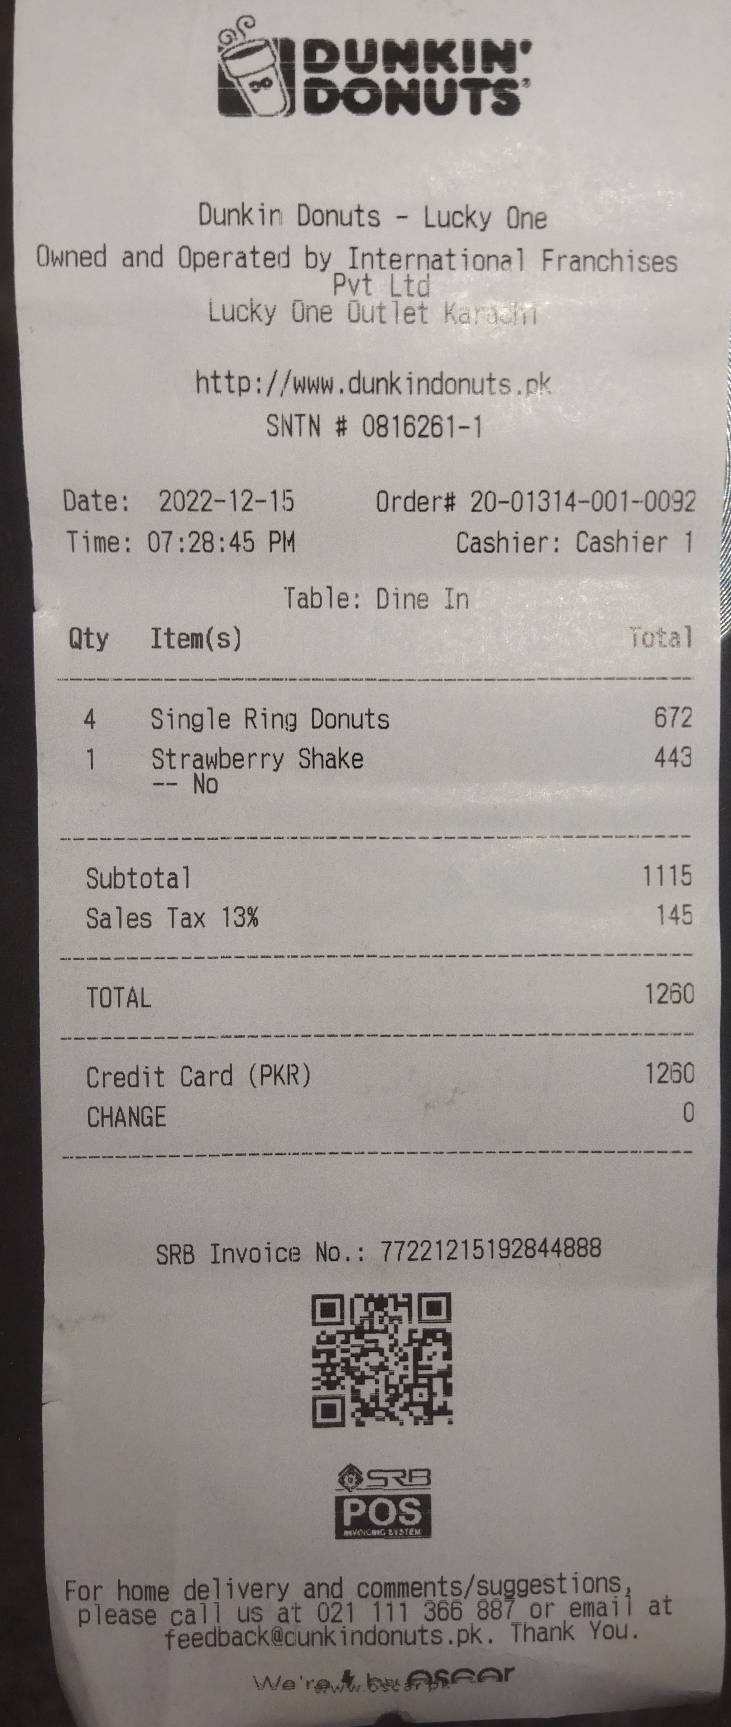 DUNKIN'
DONUTS
Dunkin Donuts - Lucky One
Owned and Operated by International Franchises
Pvt Ltd
Lucky One Outlet Karachi
http://www.dunkindonuts.pk
SNTN # 0816261-1
Date: 2022-12-15 Order# 20-01314-001-0092
Time: 07:28:45 PM Cashier: Cashier 1
Table: Dine In
Qty Item(s) Total
4 Single Ring Donuts 672
1 Strawberry Shake 443
-- No
Subtotal 1115
Sales Tax 13% 145
TOTAL 1260
Credit Card (PKR) 1260
CHANGE 0
SRB Invoice No.: 77221215192844888
SRB
POS
INVOICING SYSTEM
For home delivery and comments/suggestions,
please call us at 021 111 366 887 or email at
feedback@dunkindonuts.pk. Thank You.
We're by oscar